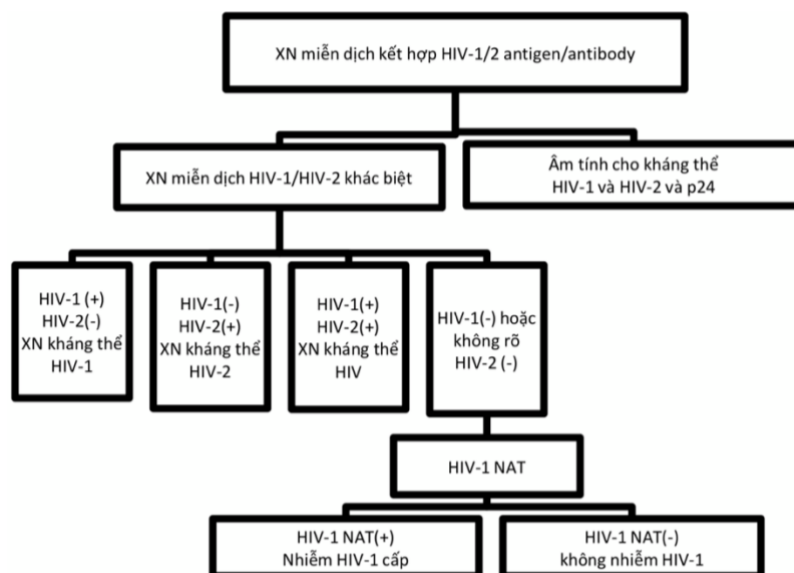 XN miễn dịch kết hợp HIV-1/2 antigen/antibody
XN miễn dịch HIV-1/HIV-2 khác biệt
Âm tính cho kháng thể
HIV-1 và HIV-2 và p24
HIV-1 (+)
HIV-2(-)
XN kháng thể
HIV-1
HIV-1(-)
HIV-2(+)
XN kháng thể
HIV-2
HIV-1(+)
HIV-2(+)
XN kháng thể
HIV
HIV-1(-) hoặc
không rõ
HIV-2 (-)
HIV-1 NAT
HIV-1 NAT(+)
Nhiễm HIV-1 cấp
HIV-1 NAT(-)
không nhiễm HIV-1